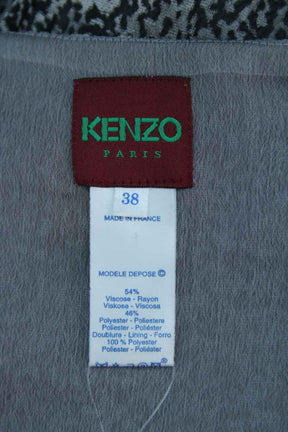 KENZO
PARIS
38
MADE IN FRANCE
MODELE DEPOSE ©
54%
Viscose - Rayon
Viskose - Viscosa
46%
Polyester - Poliestere
Polyester - Poliéster
Doublure - Lining - Forro
100 % Polyester
Polyester - Poliéster